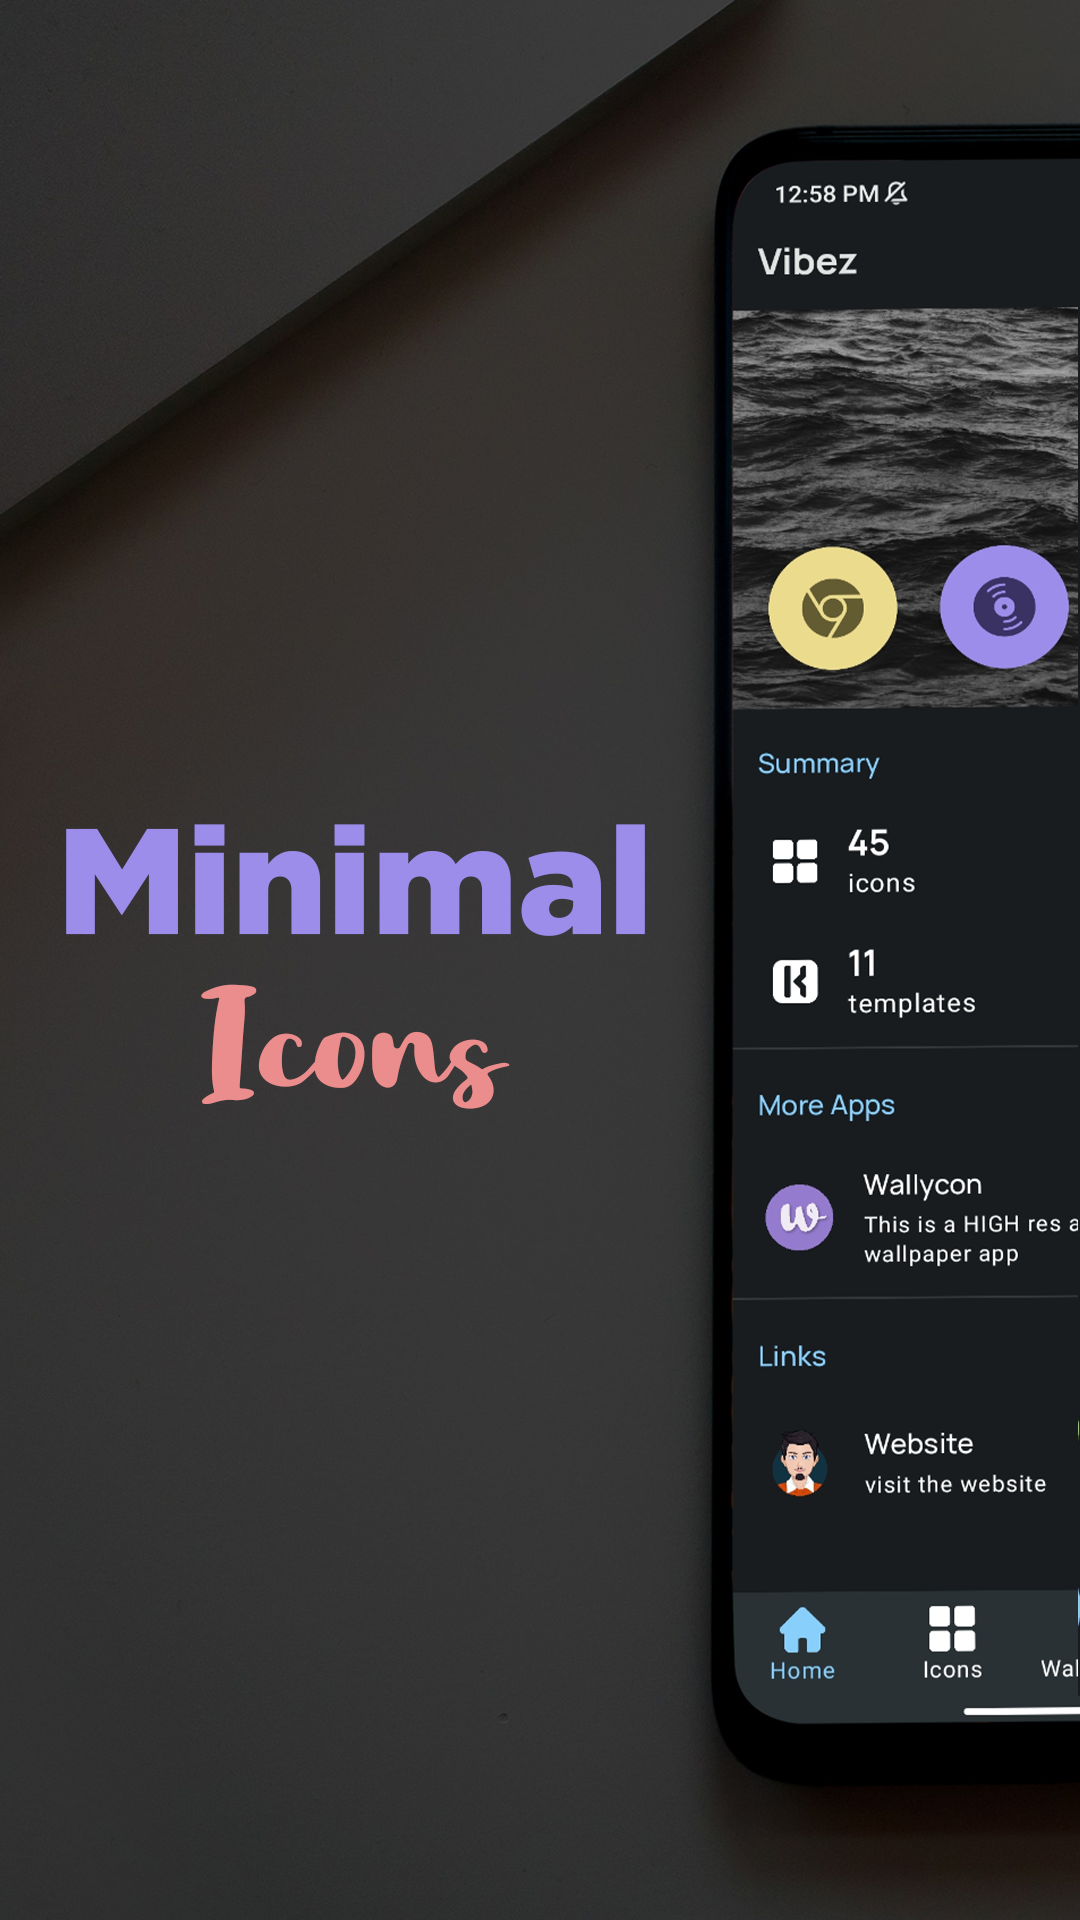 Minimal
Icons
12:58 PM
Vibez
Summary
45
icons
11
templates
More Apps
Wallycon
This is a HIGH res a
wallpaper app
Links
Website
visit the website
Home
Icons
Wal